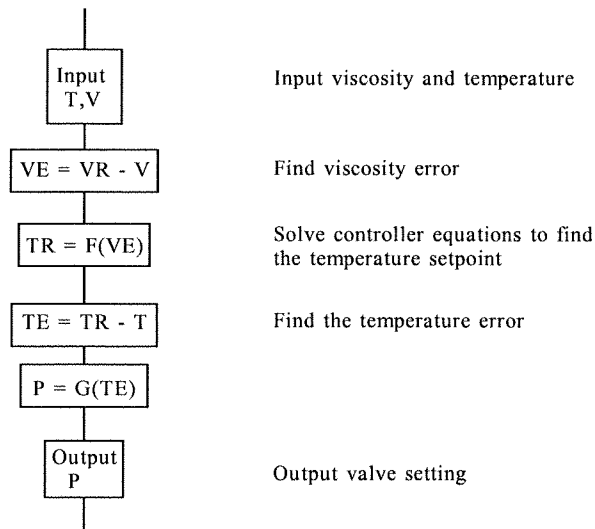 Input
T,V
Input viscosity and temperature
VE = VR - V
Find viscosity error
TR = F(VE)
Solve controller equations to find
the temperature setpoint
TE = TR - T
Find the temperature error
P = G(TE)
Output
P
Output valve setting